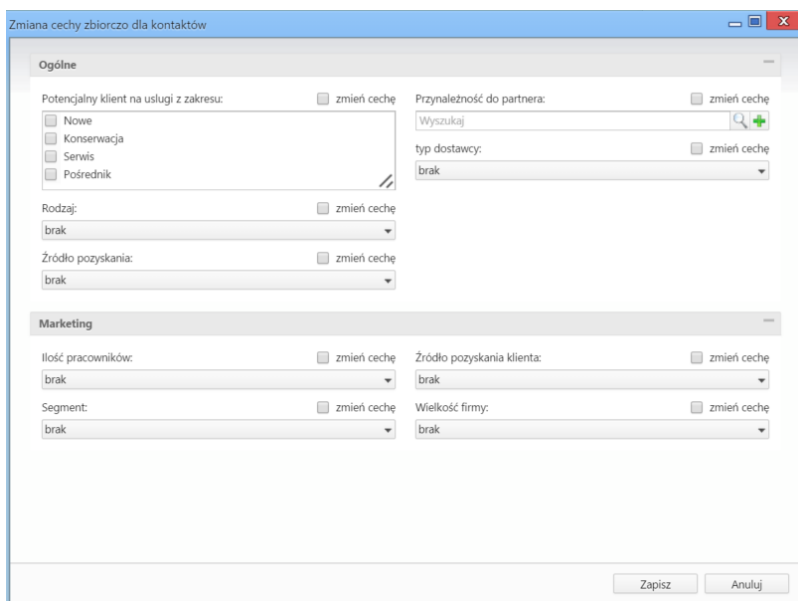 Zmiana cechy zbiorczo dla kontaktów
Ogólne
Potencjalny klient na uslugi z zakresu:
zmień cechę
Nowe
Konserwacja
Serwis
Pośrednik
Rodzaj:
zmień cechę
brak
Źródło pozyskania:
zmień cechę
brak
Przynależność do partnera:
zmień cechę
Wyszukaj
typ dostawcy:
zmień cechę
brak
Marketing
Ilość pracowników:
zmień cechę
brak
Segment:
zmień cechę
brak
Źródło pozyskania klienta:
zmień cechę
brak
Wielkość firmy:
zmień cechę
brak
Zapisz
Anuluj